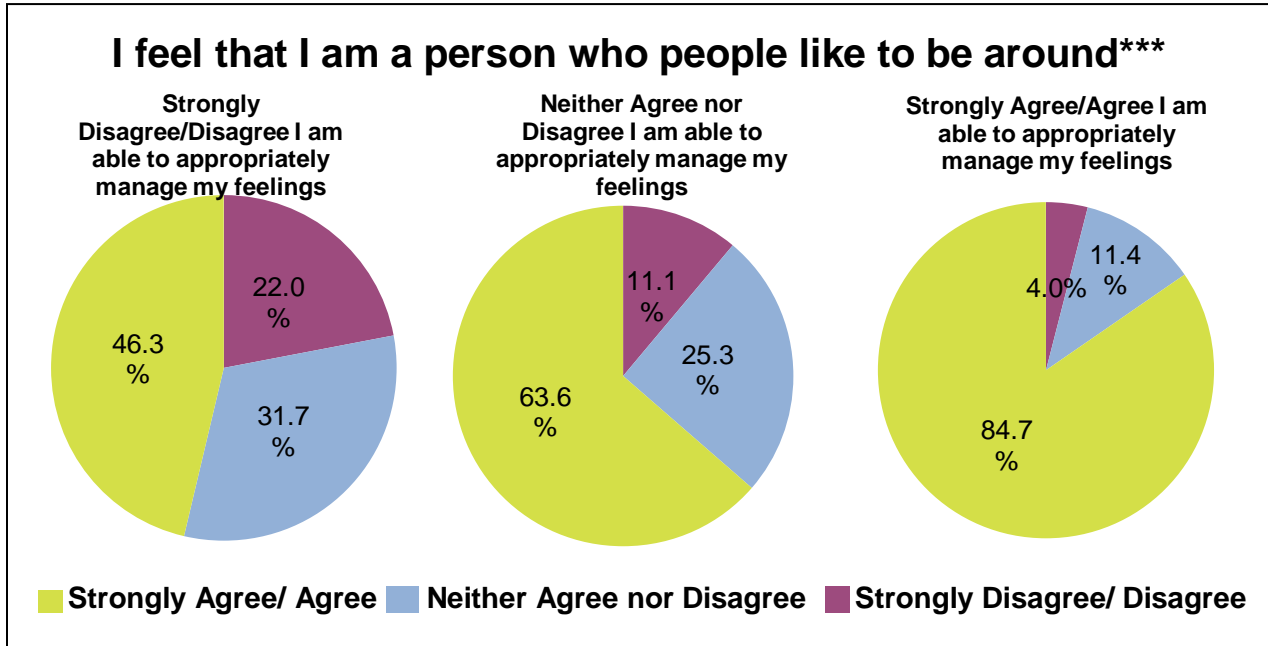 I feel that I am a person who people like to be around***
Strongly
Disagree/Disagree I am
able to appropriately
manage my feelings
Neither Agree nor
Disagree I am able to
appropriately manage my
feelings
Strongly Agree/Agree I am
able to appropriately
manage my feelings
22.0
%
46.3
%
31.7
%
11.1
%
25.3
%
63.6
%
4.0%
11.4
%
84.7
%
Strongly Agree/ Agree
Neither Agree nor Disagree
Strongly Disagree/ Disagree